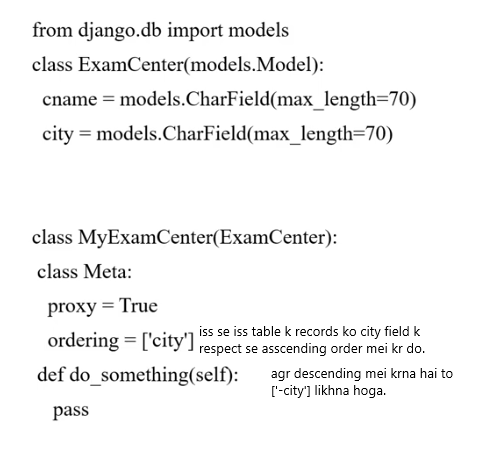 from django.db import models
class ExamCenter(models.Model):
cname = models.CharField(max_length=70)
city = models.CharField(max_length=70)
class MyExamCenter(ExamCenter):
class Meta:
proxy = True
ordering = ['city']
iss se iss table k records ko city field k
respect se asscending order mei kr do.
def do_something(self):
agr descending mei krna hai to
['-city'] likhna hoga.
pass